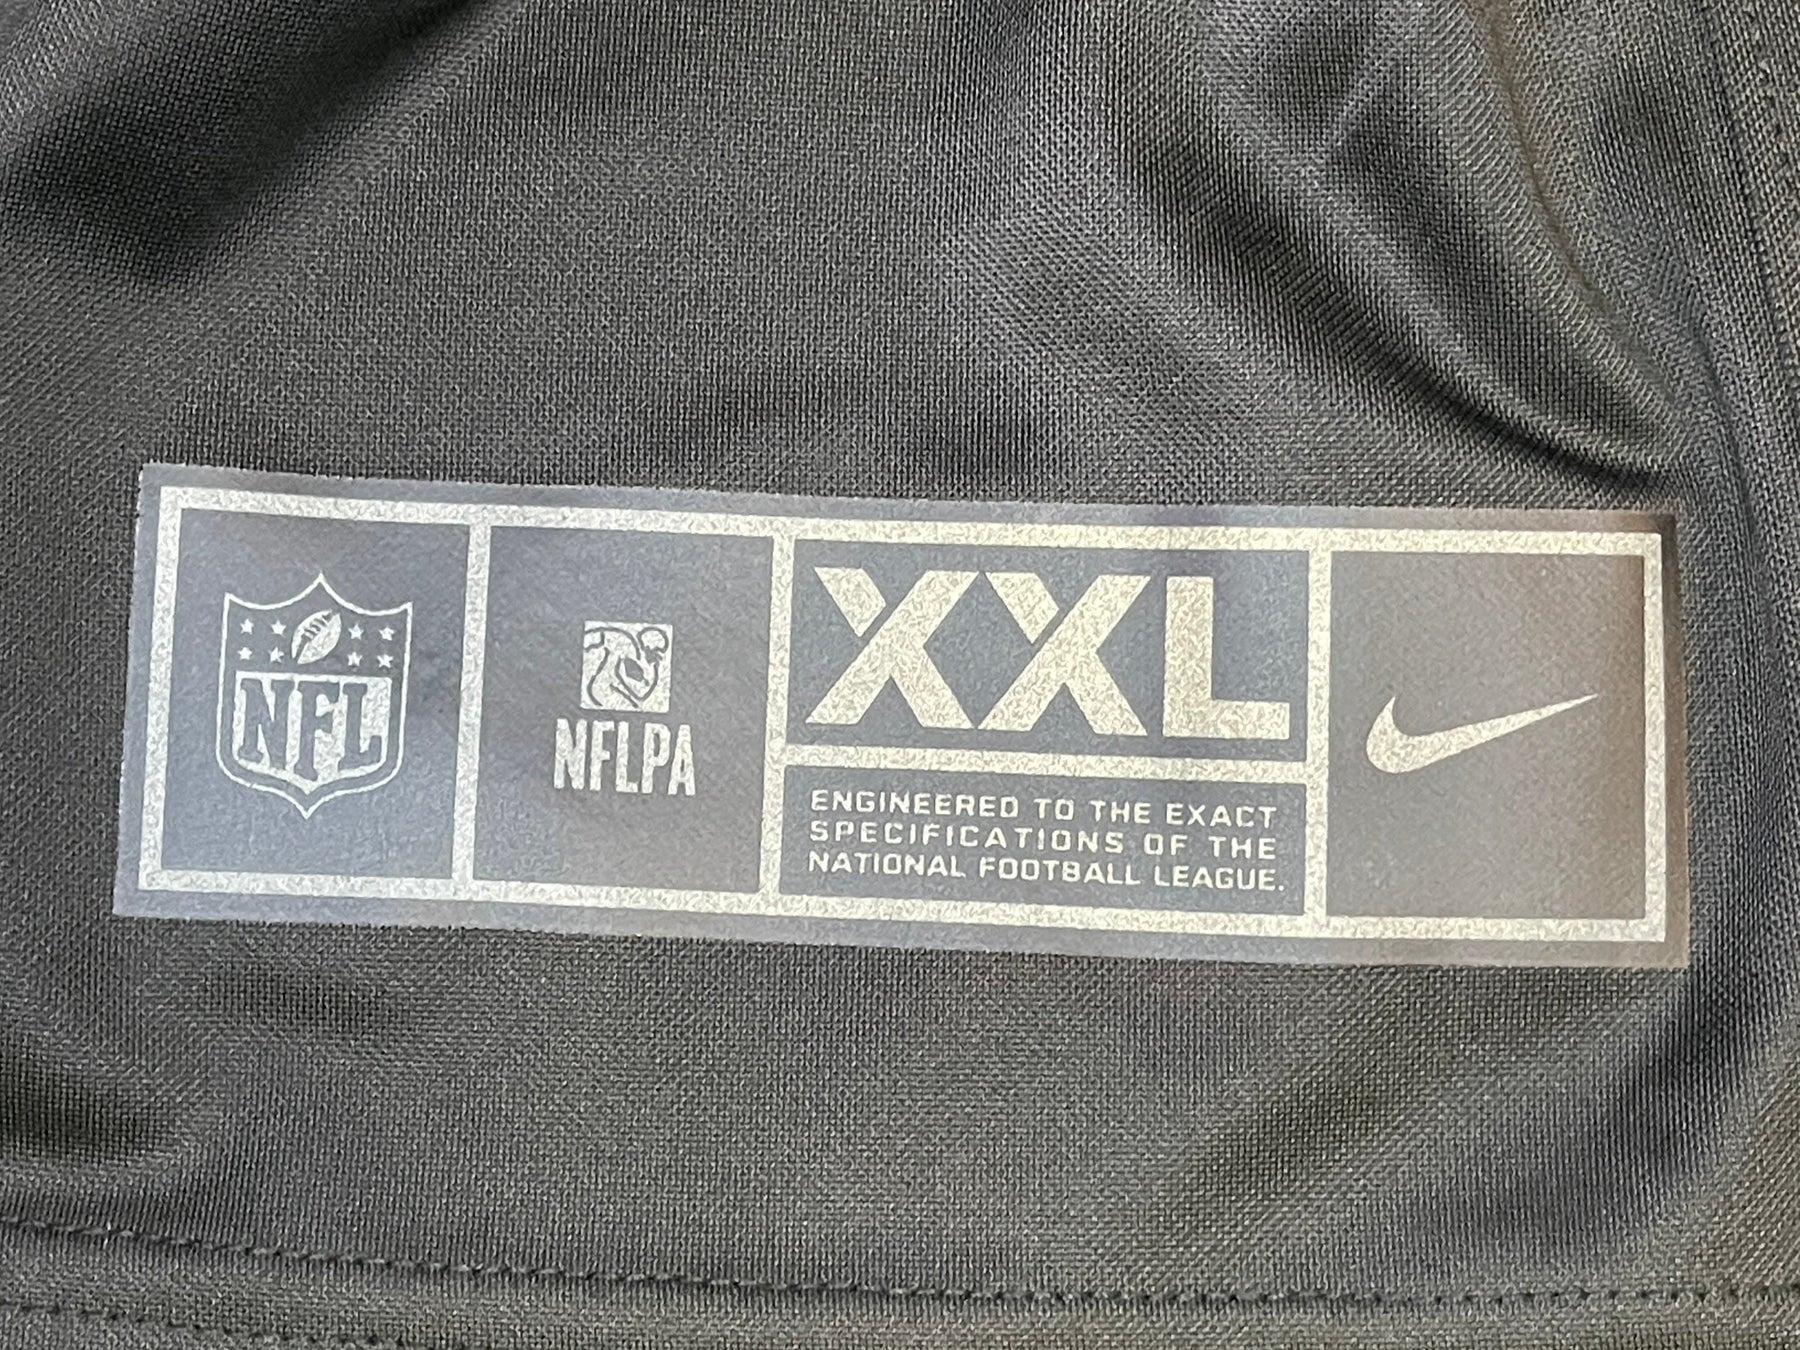 NFL
NFLPA
XXL
ENGINEERED TO THE EXACT
SPECIFICATIONS OF THE
NATIONAL FOOTBALL LEAGUE.